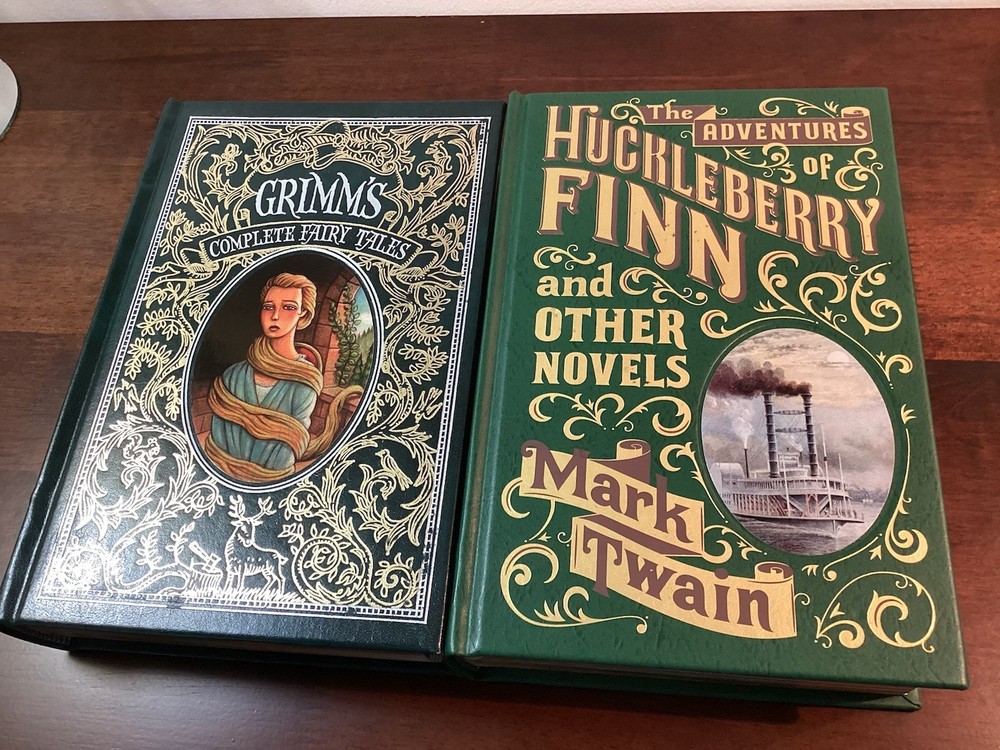 GRIMM'S
COMPLETE FAIRY TALES
The
ADVENTURES
of
HUCKLEBERRY
FINN
and
OTHER
NOVELS
Mark
Twain